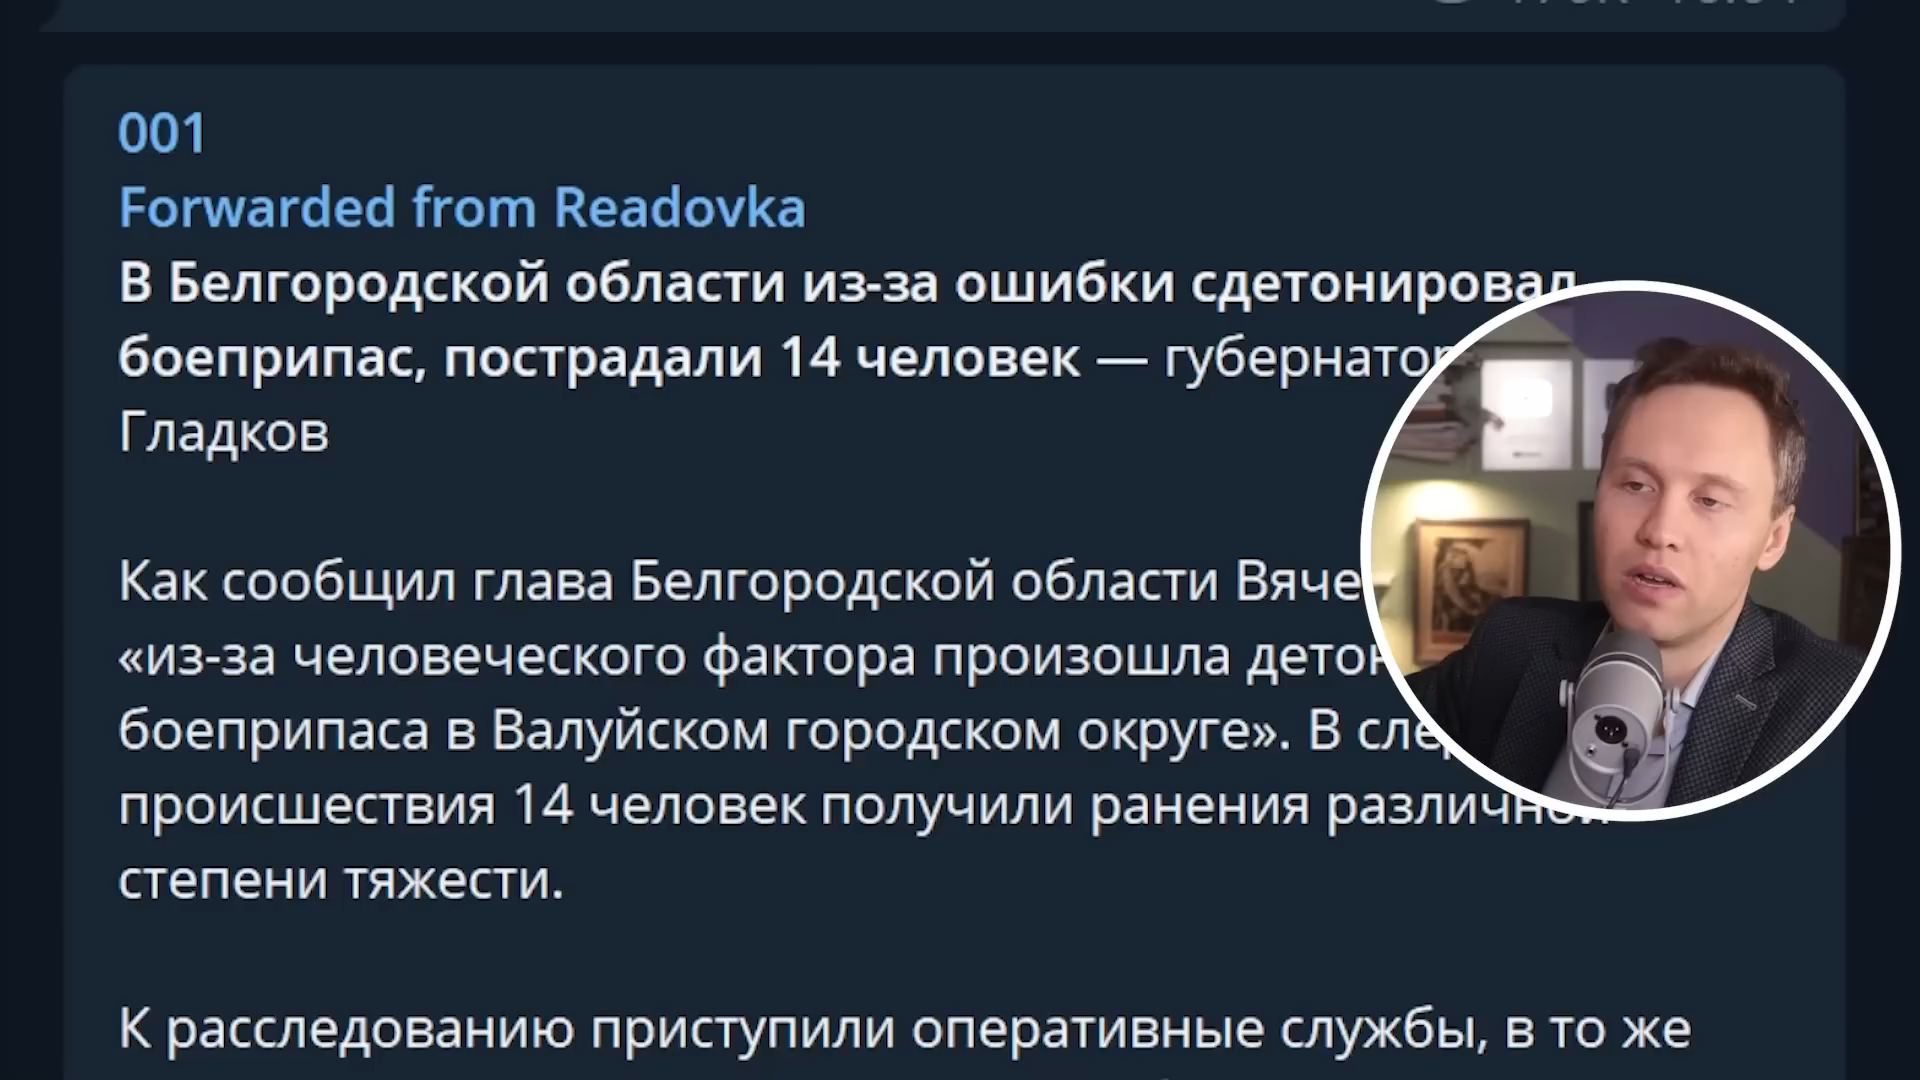 001
Forwarded from Readovka
В Белгородской области из-за ошибки сдетонировал
боеприпас, пострадали 14 человек — губернатор
Гладков
Как сообщил глава Белгородской области
«из-за человеческого фактора произошла
боеприпаса в Валуйском городском округе». В
происшествия 14 человек получили ранения различной
степени тяжести.
К расследованию приступили оперативные службы, в то же